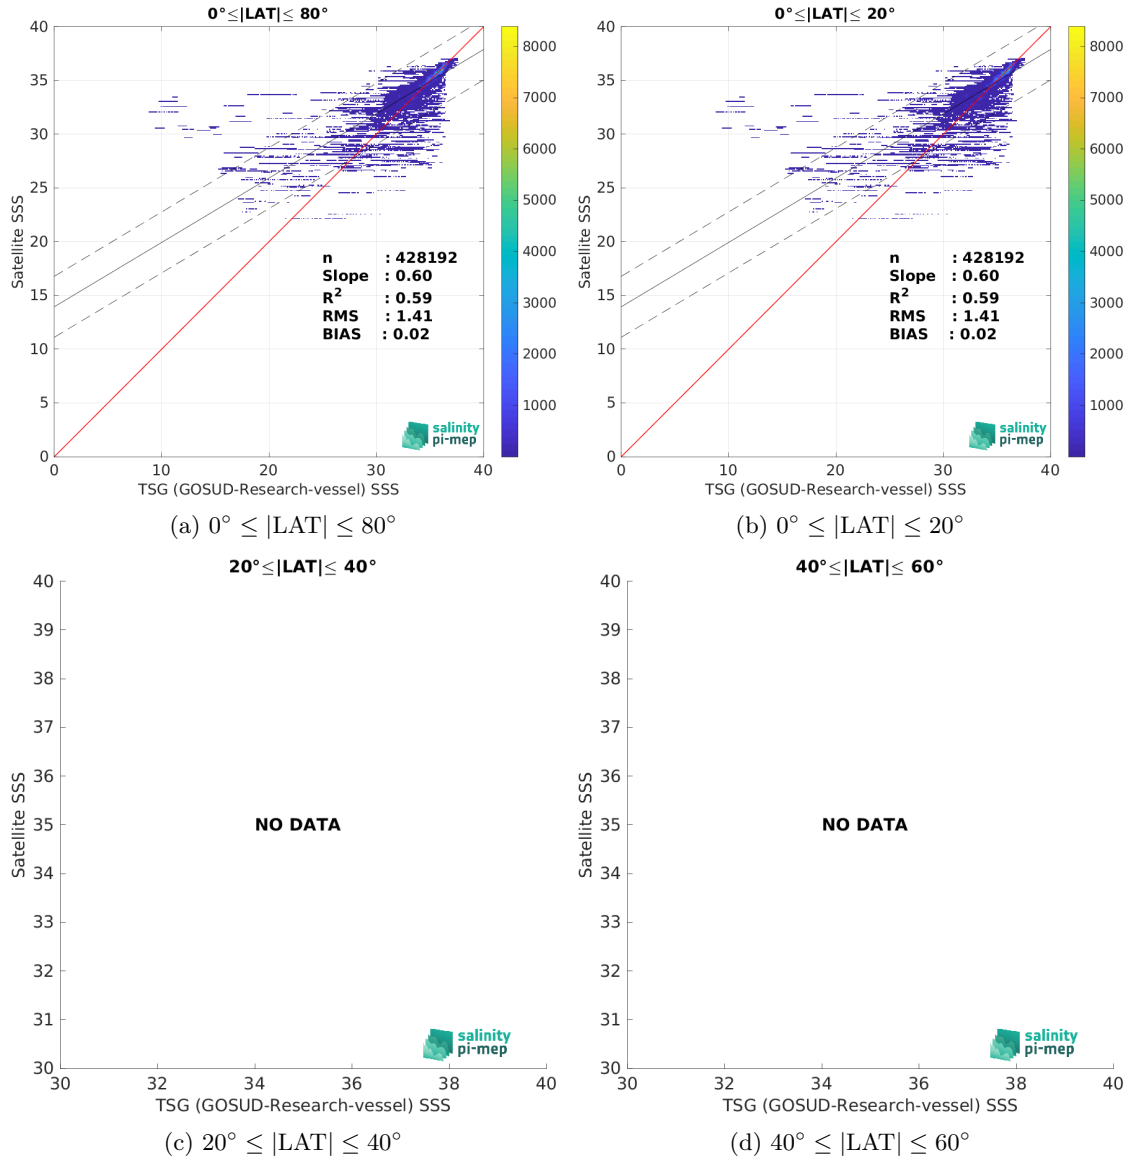 0°≤|LAT|≤ 80°
40
35
30
25
20
15
10
5
0
Satellite SSS
n : 428192
Slope : 0.60
R² : 0.59
RMS : 1.41
BIAS : 0.02
salinity
pi-mep
0 10 20 30 40
TSG (GOSUD-Research-vessel) SSS
8000
7000
6000
5000
4000
3000
2000
1000
(a) 0° ≤ |LAT| ≤ 80°
0°≤|LAT|≤ 20°
40
35
30
25
20
15
10
5
0
Satellite SSS
n : 428192
Slope : 0.60
R² : 0.59
RMS : 1.41
BIAS : 0.02
salinity
pi-mep
0 10 20 30 40
TSG (GOSUD-Research-vessel) SSS
8000
7000
6000
5000
4000
3000
2000
1000
(b) 0° ≤ |LAT| ≤ 20°
20°≤|LAT|≤ 40°
40
39
38
37
36
35
34
33
32
31
30
Satellite SSS
NO DATA
salinity
pi-mep
30 32 34 36 38 40
TSG (GOSUD-Research-vessel) SSS
(c) 20° ≤ |LAT| ≤ 40°
40°≤|LAT|≤ 60°
40
39
38
37
36
35
34
33
32
31
30
Satellite SSS
NO DATA
salinity
pi-mep
30 32 34 36 38 40
TSG (GOSUD-Research-vessel) SSS
(d) 40° ≤ |LAT| ≤ 60°